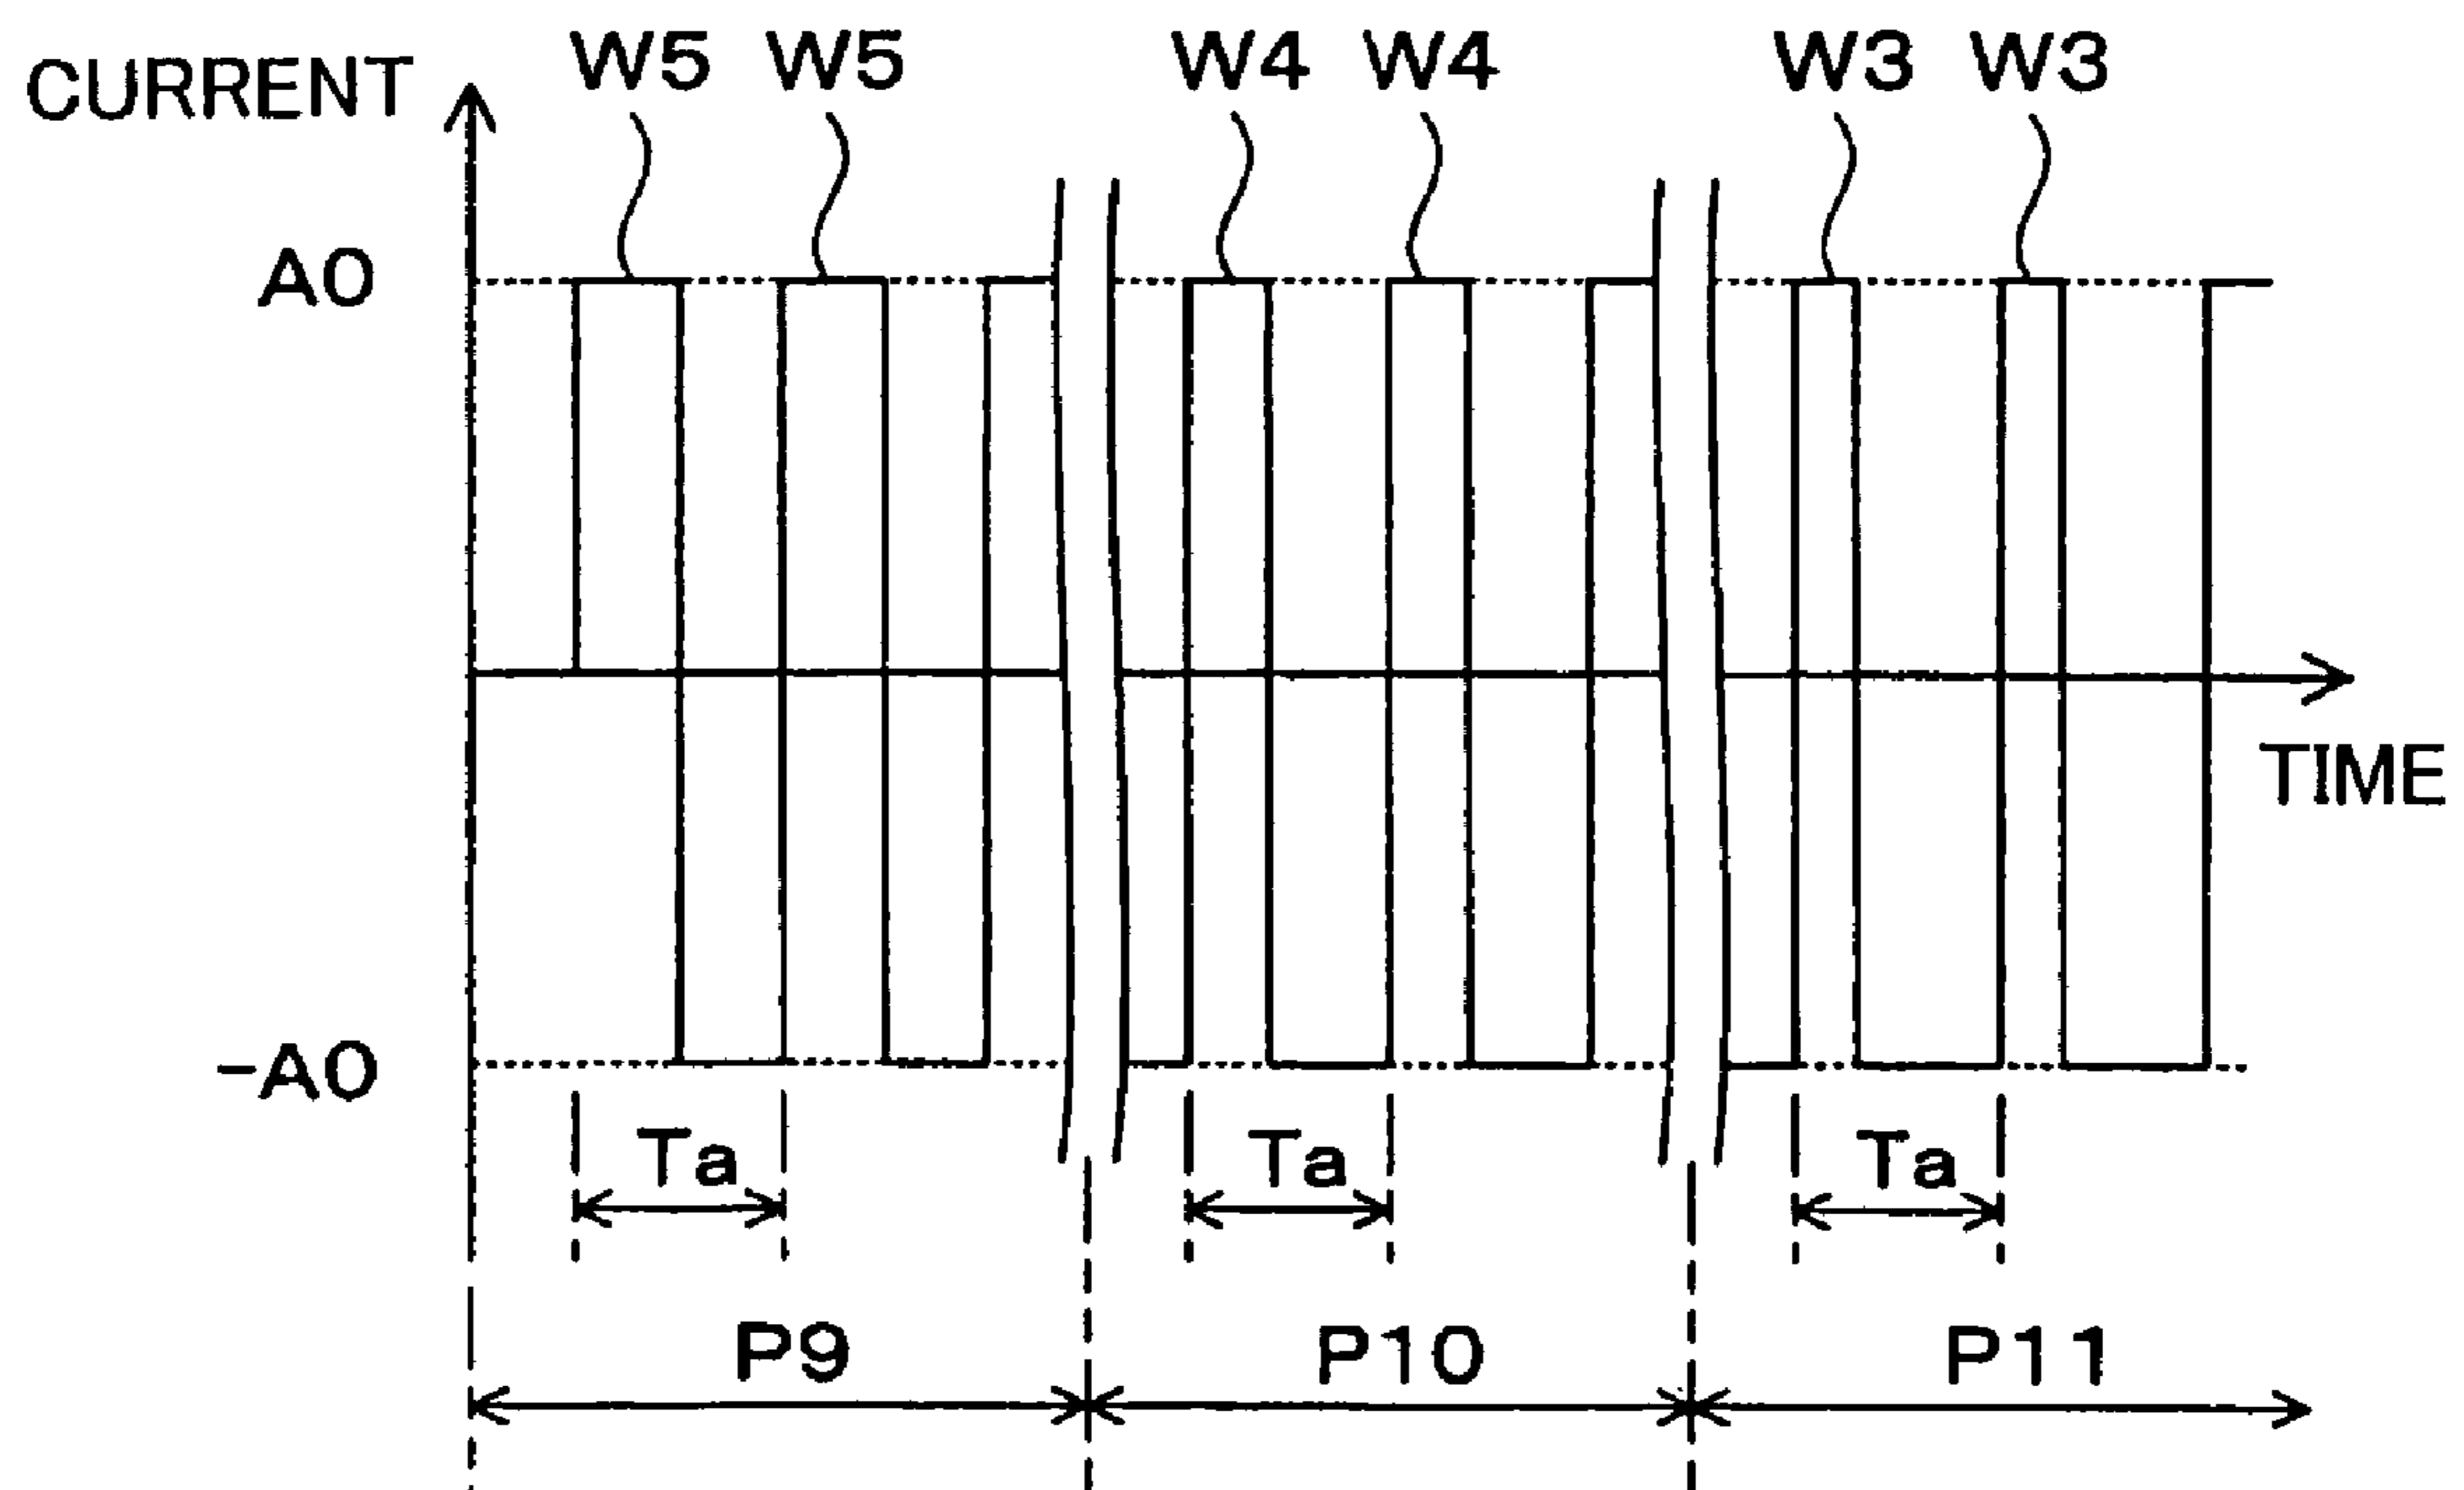 CURRENT
W5 W5 W4 W4 W3 W3
A0
TIME
-A0
Ta Ta Ta
P9 P10 P11